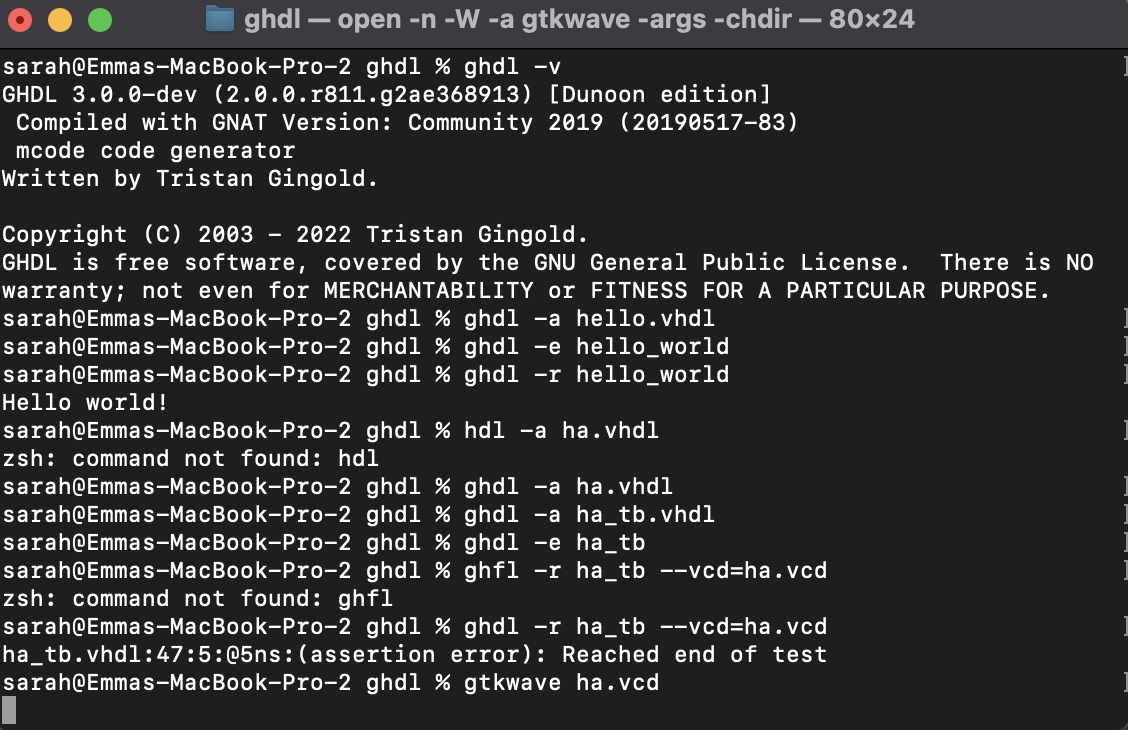 ghdl — open -n -W -a gtkwave -args -chdir — 80×24
sarah@Emmas-MacBook-Pro-2 ghdl % ghdl -v
GHDL 3.0.0-dev (2.0.0.r811.g2ae368913) [Dunoon edition]
 Compiled with GNAT Version: Community 2019 (20190517-83)
 mcode code generator
Written by Tristan Gingold.

Copyright (C) 2003 - 2022 Tristan Gingold.
GHDL is free software, covered by the GNU General Public License.  There is NO
warranty; not even for MERCHANTABILITY or FITNESS FOR A PARTICULAR PURPOSE.
sarah@Emmas-MacBook-Pro-2 ghdl % ghdl -a hello.vhdl
sarah@Emmas-MacBook-Pro-2 ghdl % ghdl -e hello_world
sarah@Emmas-MacBook-Pro-2 ghdl % ghdl -r hello_world
Hello world!
sarah@Emmas-MacBook-Pro-2 ghdl % hdl -a ha.vhdl
zsh: command not found: hdl
sarah@Emmas-MacBook-Pro-2 ghdl % ghdl -a ha.vhdl
sarah@Emmas-MacBook-Pro-2 ghdl % ghdl -a ha_tb.vhdl
sarah@Emmas-MacBook-Pro-2 ghdl % ghdl -e ha_tb
sarah@Emmas-MacBook-Pro-2 ghdl % ghfl -r ha_tb --vcd=ha.vcd
zsh: command not found: ghfl
sarah@Emmas-MacBook-Pro-2 ghdl % ghdl -r ha_tb --vcd=ha.vcd
ha_tb.vhdl:47:5:@5ns:(assertion error): Reached end of test
sarah@Emmas-MacBook-Pro-2 ghdl % gtkwave ha.vcd